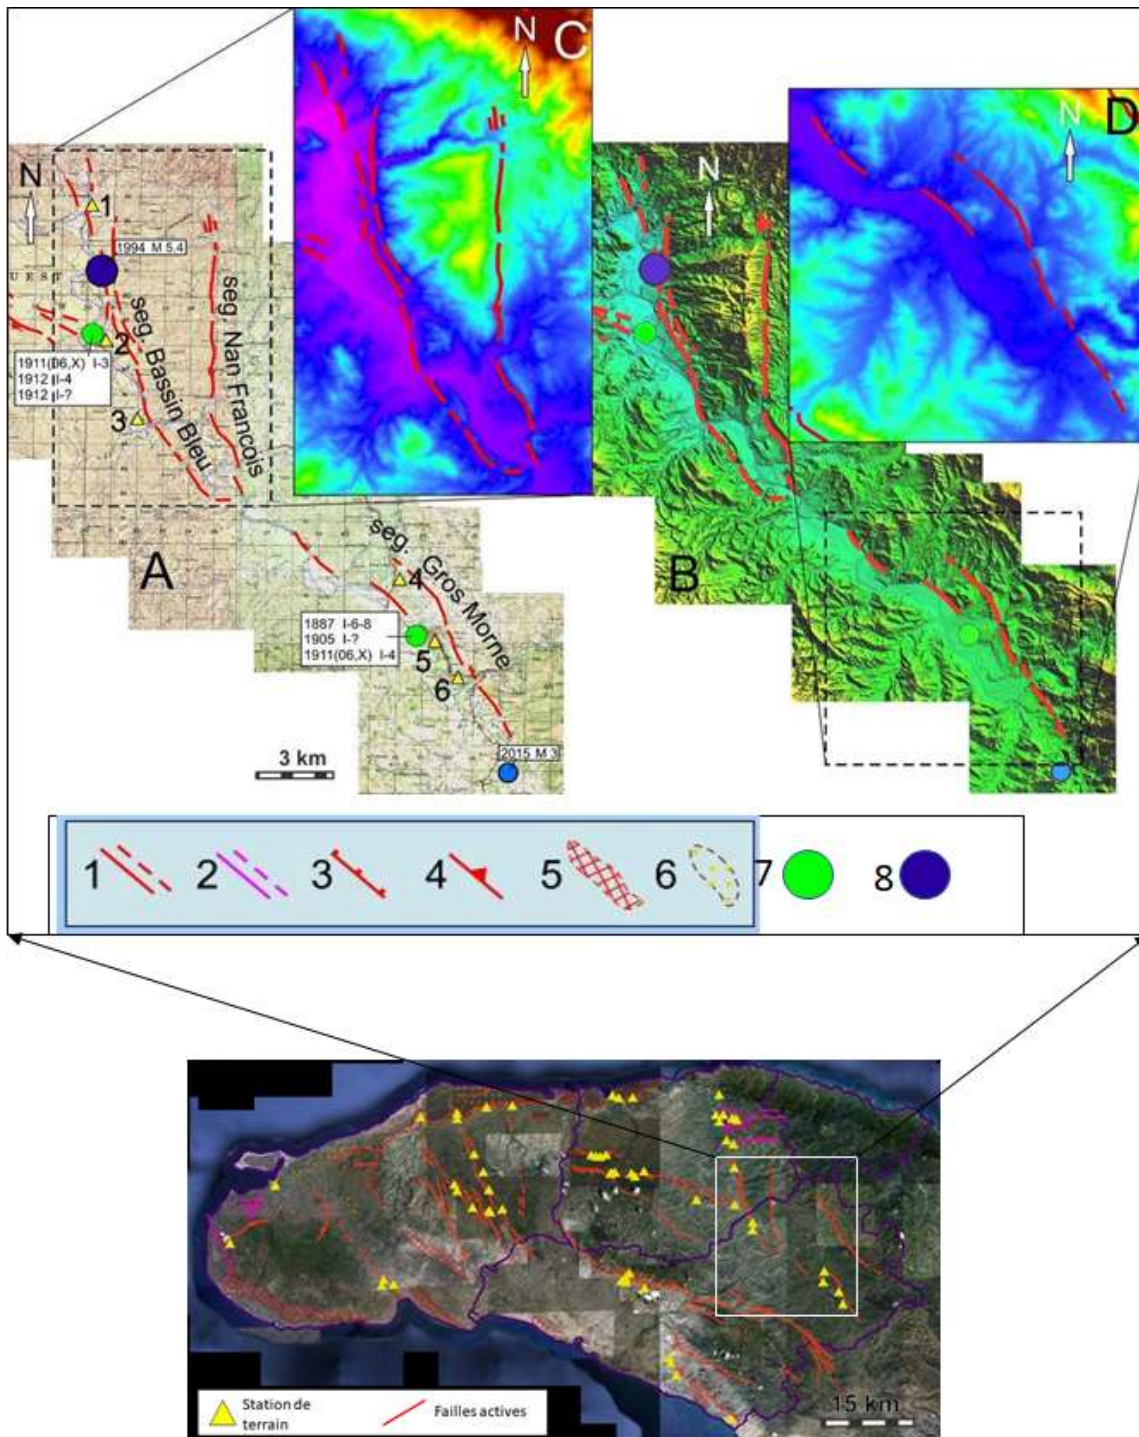 N
C
N
D
N
N
1
1994 M 5.4
U E S T
2
1911(06,X) I-3
1912 I-4
1912 I-?
3
seg. Bassin Bleu
seg. Nan Francois
A
B
seg. Gros Morne
4
1887 I-6-8
1905 I-?
1911(06,X) I-4
5
6
3 km
2015 M 3
1
2
3
4
5
6
7
8
Station de
terrain
Failles actives
15 km